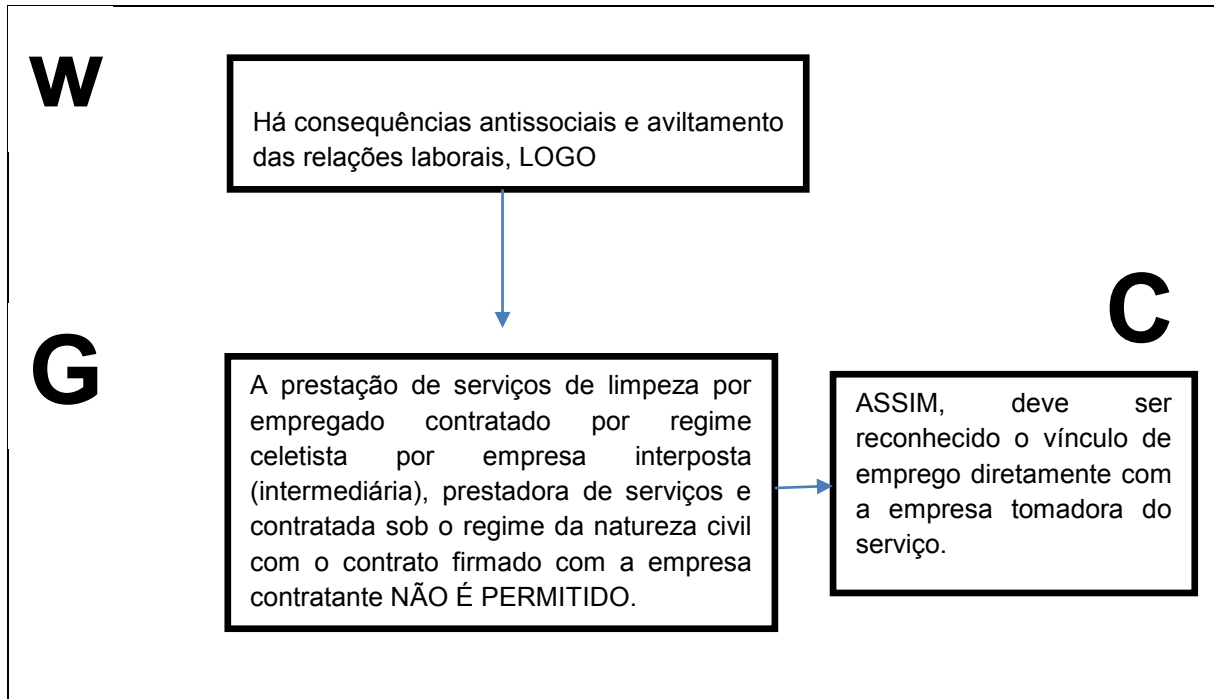 W
Há consequências antissociais e aviltamento
das relações laborais, LOGO
C
G
A prestação de serviços de limpeza por
empregado contratado por regime
celetista por empresa interposta
(intermediária), prestadora de serviços e
contratada sob o regime da natureza civil
com o contrato firmado com a empresa
contratante NÃO É PERMITIDO.
ASSIM, deve ser
reconhecido o vínculo de
emprego diretamente com
a empresa tomadora do
serviço.